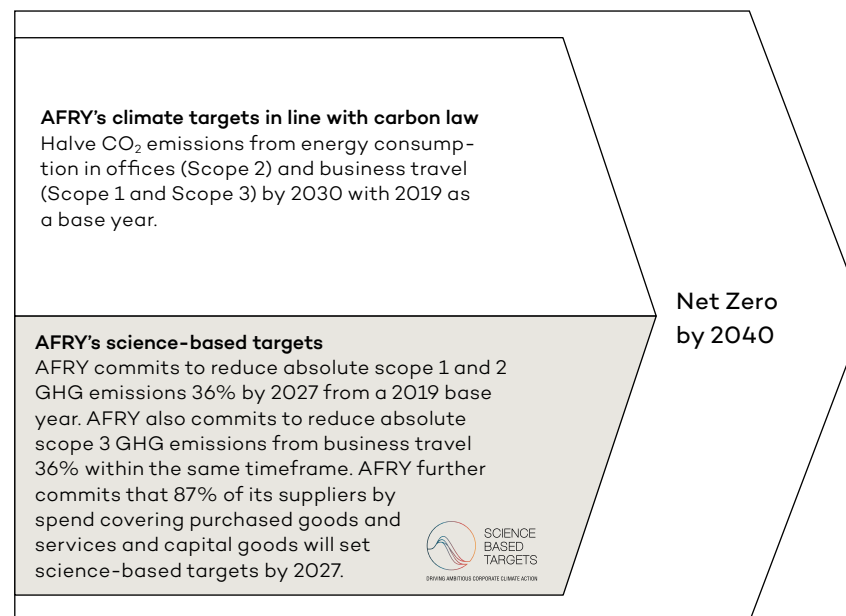 AFRY’s climate targets in line with carbon law
Halve CO₂ emissions from energy consump-
tion in offices (Scope 2) and business travel
(Scope 1 and Scope 3) by 2030 with 2019 as
a base year.
Net Zero
by 2040
AFRY’s science-based targets
AFRY commits to reduce absolute scope 1 and 2
GHG emissions 36% by 2027 from a 2019 base
year. AFRY also commits to reduce absolute
scope 3 GHG emissions from business travel
36% within the same timeframe. AFRY further
commits that 87% of its suppliers by
spend covering purchased goods and
services and capital goods will set
science-based targets by 2027.
SCIENCE
BASED
TARGETS
DRIVING AMBITIOUS CORPORATE CLIMATE ACTION